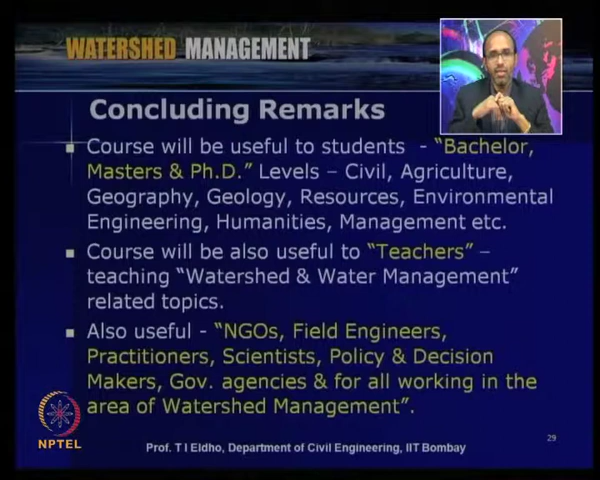 WATERSHED MANAGEMENT
Concluding Remarks
Course will be useful to students - “Bachelor,
Masters & Ph.D.” Levels – Civil, Agriculture,
Geography, Geology, Resources, Environmental
Engineering, Humanities, Management etc.
Course will be also useful to “Teachers” –
teaching “Watershed & Water Management”
related topics.
Also useful - “NGOs, Field Engineers,
Practitioners, Scientists, Policy & Decision
Makers, Gov. agencies & for all working in the
area of Watershed Management”.
NPTEL
Prof. T I Eldho, Department of Civil Engineering, IIT Bombay
29